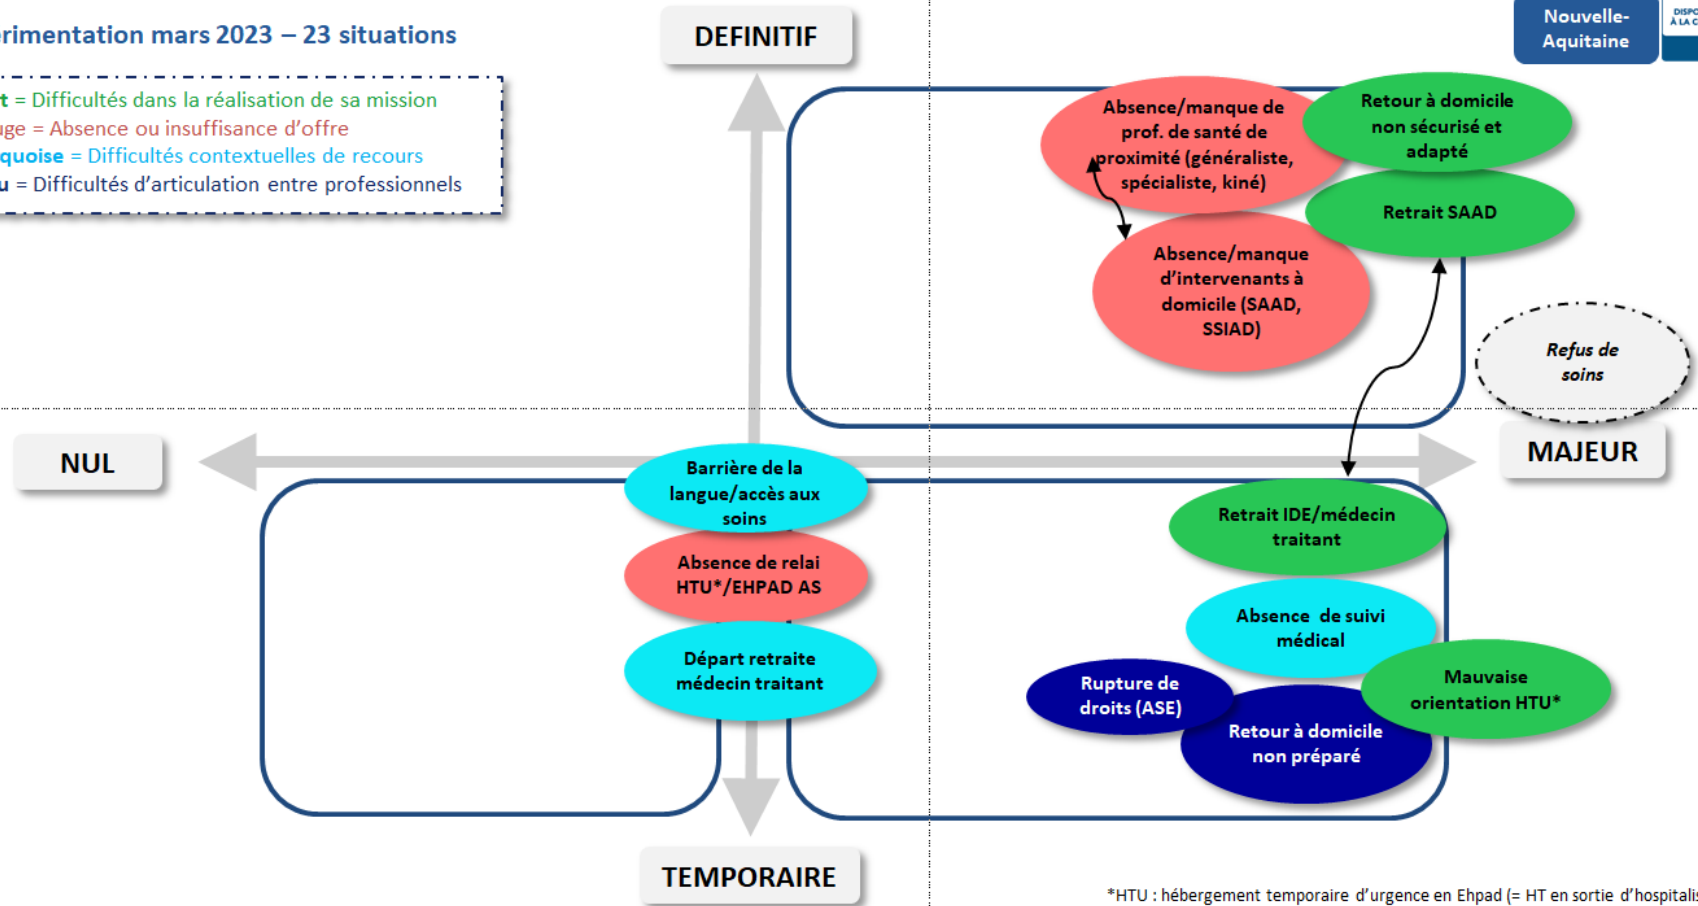 érimentation mars 2023 – 23 situations
t = Difficultés dans la réalisation de sa mission
uge = Absence ou insuffisance d'offre
quoise = Difficultés contextuelles de recours
u = Difficultés d'articulation entre professionnels
DEFINITIF
Nouvelle-
Aquitaine
DISPO
À LA C
Absence/manque de
prof. de santé de
proximité (généraliste,
spécialiste, kiné)
Retour à domicile
non sécurisé et
adapté
Retrait SAAD
Absence/manque
d'intervenants à
domicile (SAAD,
SSIAD)
Refus de
soins
NUL
MAJEUR
Barrière de la
langue/accès aux
soins
Absence de relai
HTU*/EHPAD AS
Départ retraite
médecin traitant
Retrait IDE/médecin
traitant
Absence de suivi
médical
Rupture de
droits (ASE)
Mauvaise
orientation HTU*
Retour à domicile
non préparé
TEMPORAIRE
*HTU : hébergement temporaire d'urgence en Ehpad (= HT en sortie d'hospitalis